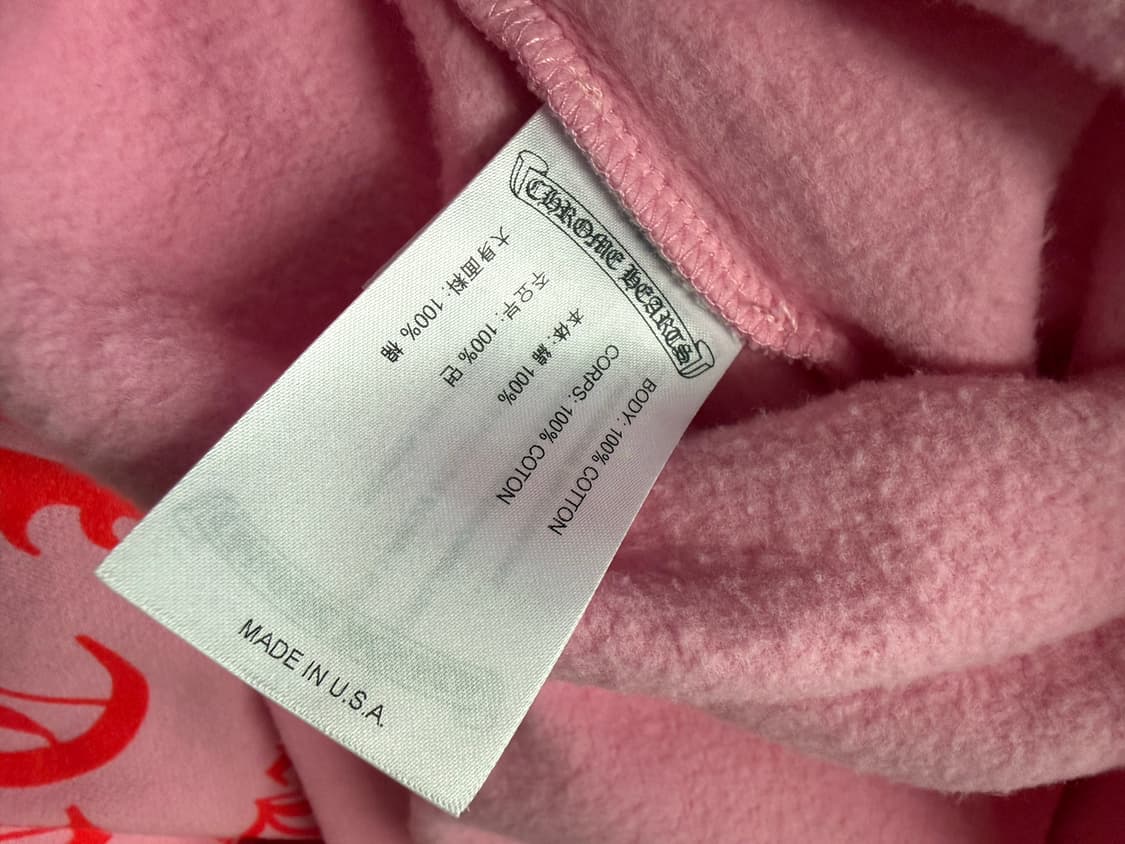 CHROME HEARTS
BODY: 100% COTTON
CORPS: 100% COTON
本体: 綿 100%
주요부: 100% 면
大身面料: 100% 棉
MADE IN U.S.A.